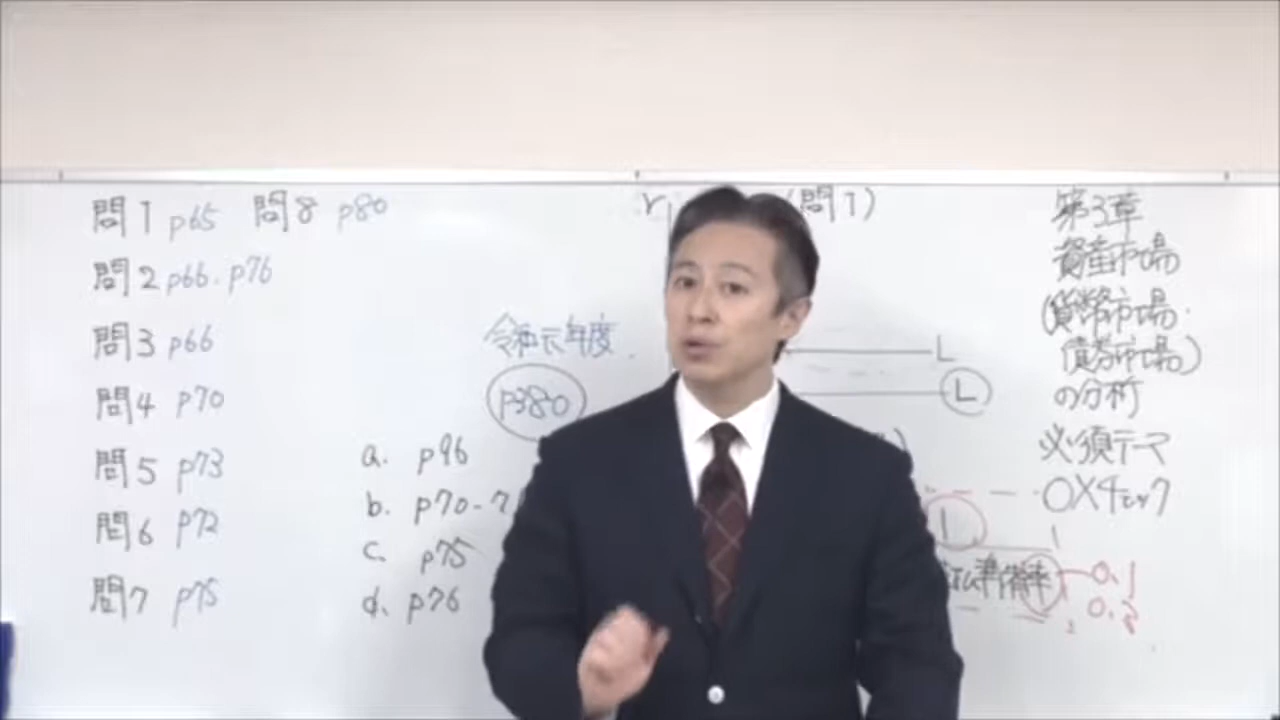 問1 p65 問8 p80
問2 p66. p76
問3 p66
問4 p70
問5 p73
問6 p72
問7 p75
令和元年度
p380
a. p96
b. p70-7
c. p75
d. p76
r
(問1)
L
L
準備率
0.1
0.2
第3章
資産市場
(貨幣市場・
債券市場)
の分析
必須テーマ
OXチェック